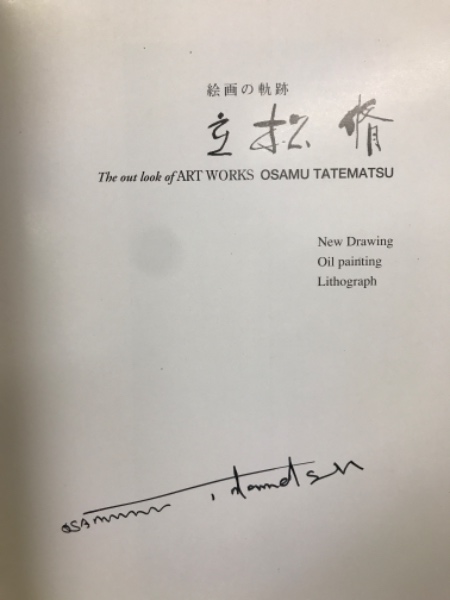 絵画の軌跡
立松脩
The out look of ART WORKS OSAMU TATEMATSU
New Drawing
Oil painting
Lithograph